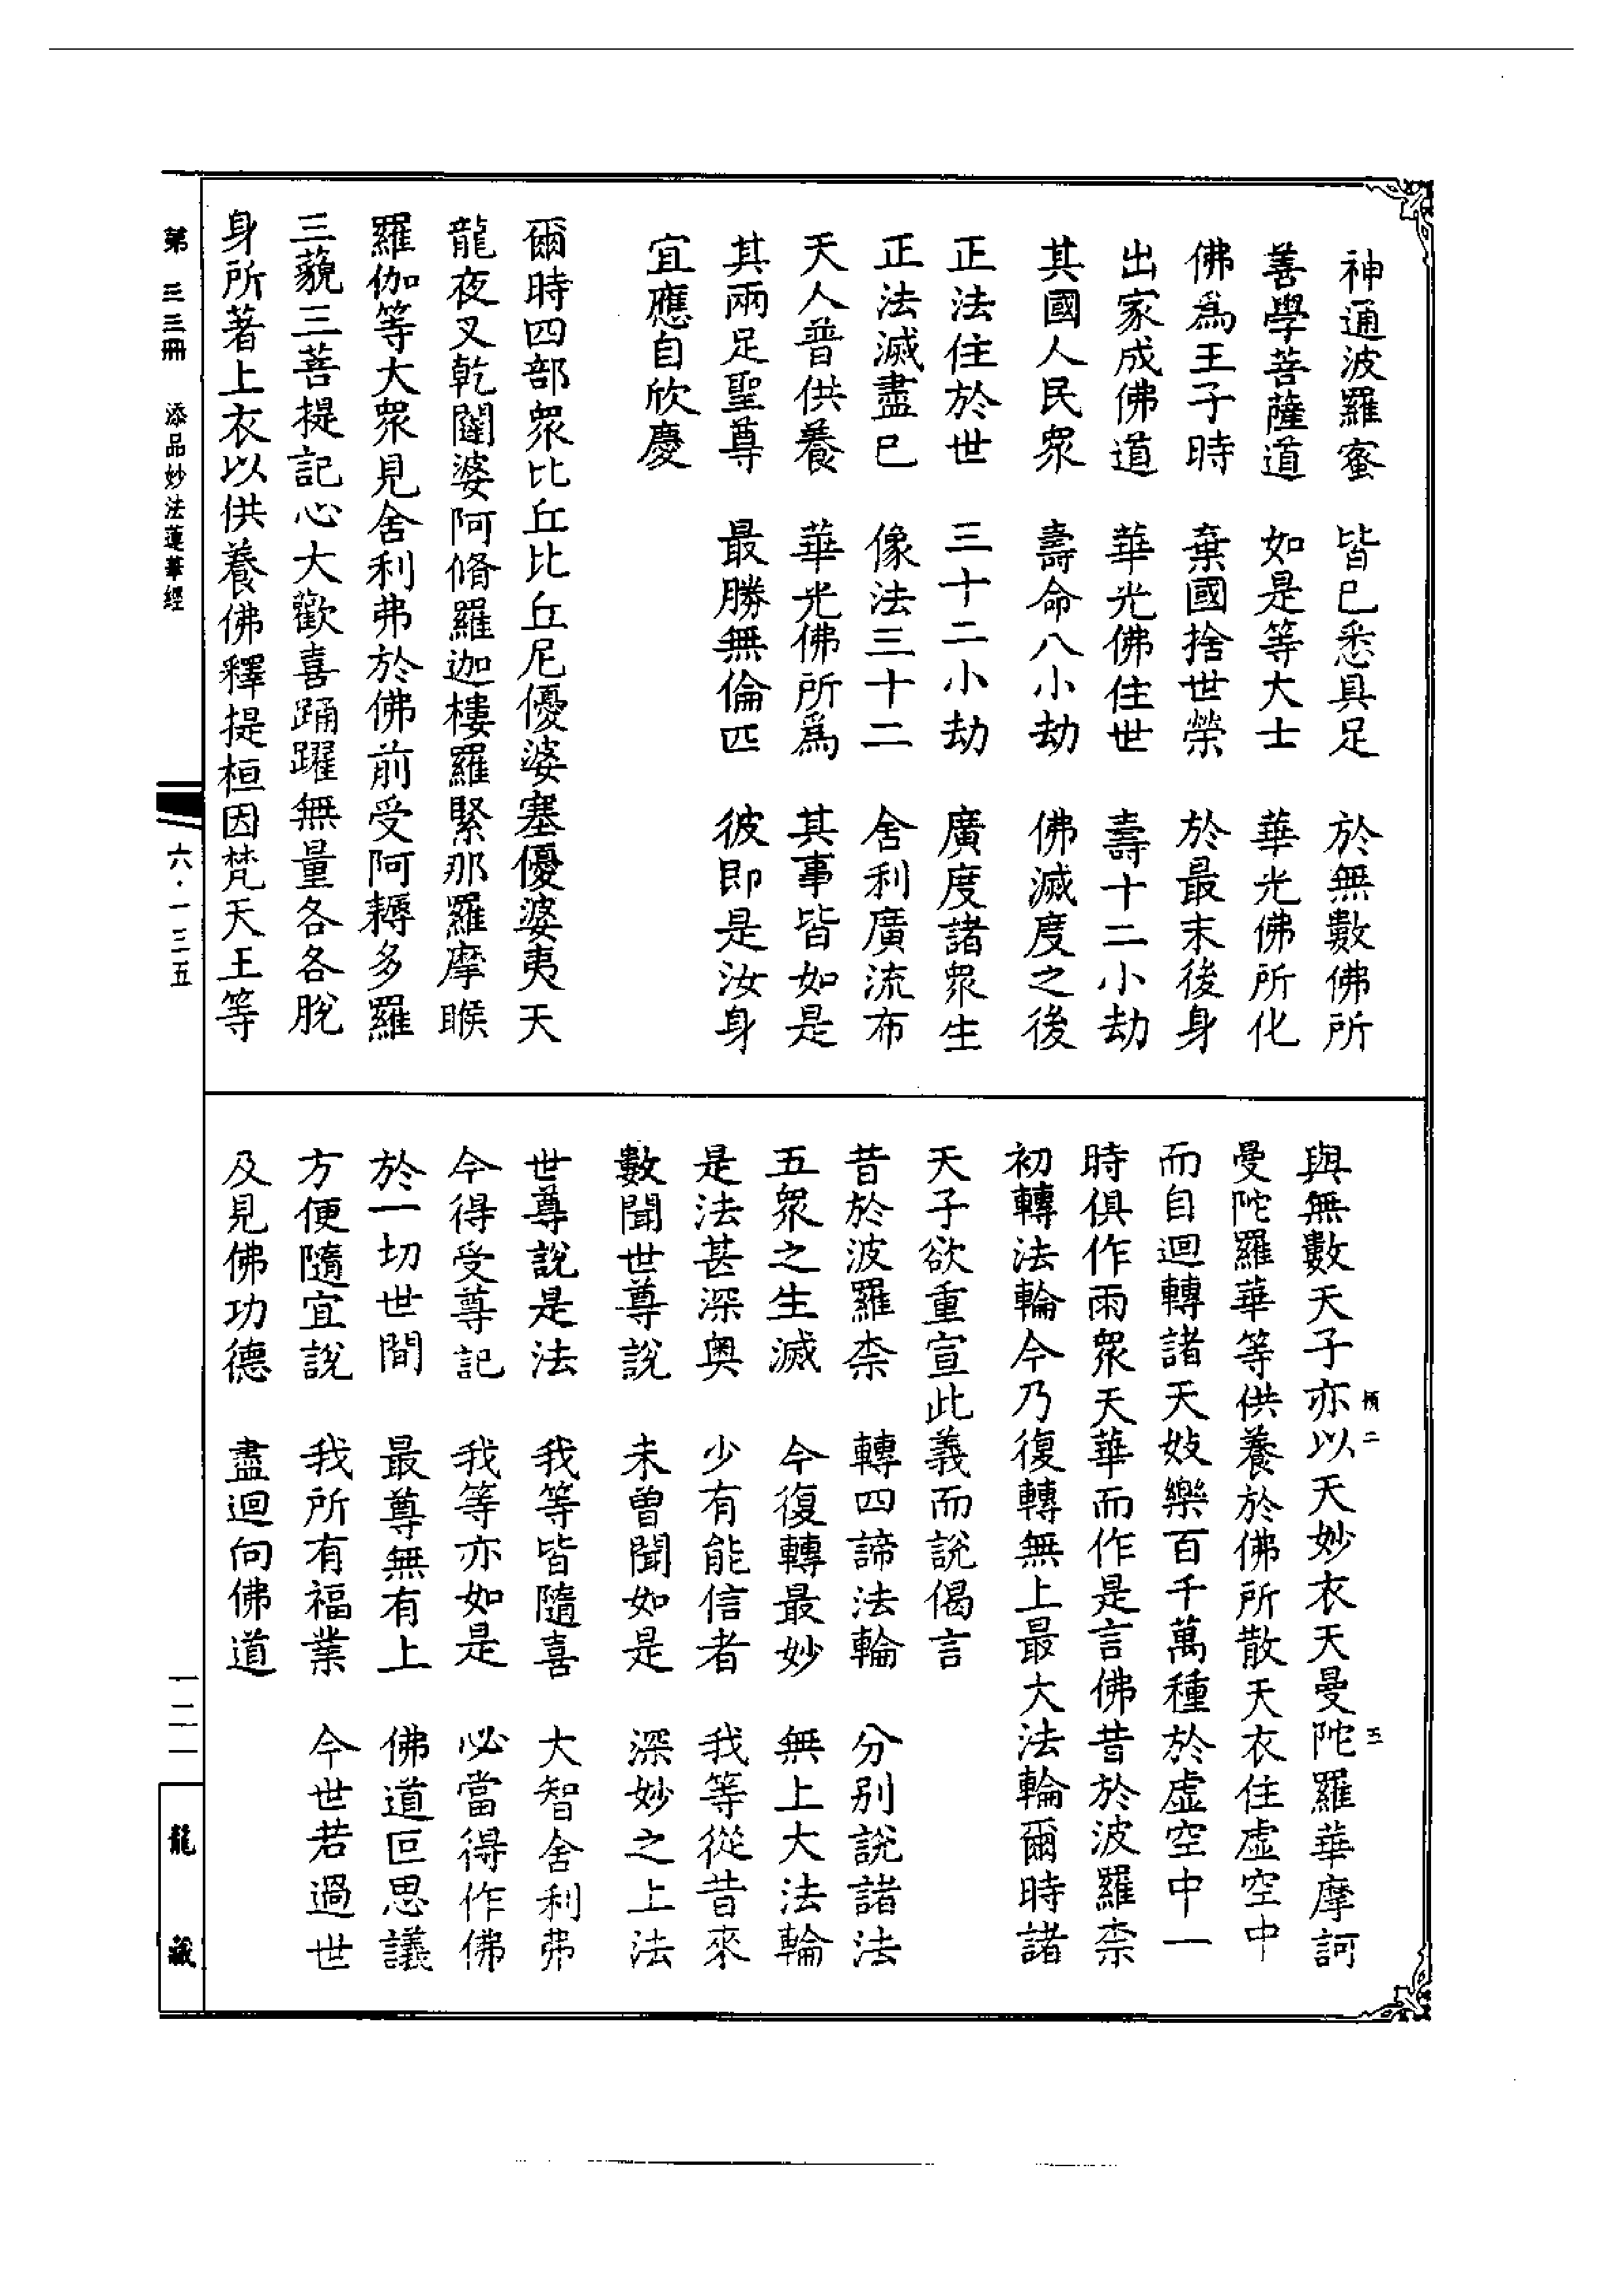 神通波羅蜜　皆已悉具足　於無數佛所
善學菩薩道　如是等大士　華光佛所化
佛爲王子時　棄國捨世榮　於最末後身
出家成佛道　華光佛住世　壽十二小劫
其國人民衆　壽命八小劫　佛滅度之後
正法住於世　三十二小劫　廣度諸衆生
正法滅盡已　像法三十二　舍利廣流布
天人普供養　華光佛所爲　其事皆如是
其兩足聖尊　最勝無倫匹　彼即是汝身
宜應自欣慶
爾時四部衆比丘比丘尼優婆塞優婆夷天
龍夜叉乾闥婆阿脩羅迦樓羅緊那羅摩睺
羅伽等大衆見舍利弗於佛前受阿耨多羅
三藐三菩提記心大歡喜踊躍無量各各脫
身所著上衣以供養佛釋提桓因梵天王等
與無數天子亦以天妙衣天曼陀羅華摩訶
曼陀羅華等供養於佛所散天衣住虛空中
而自迴轉諸天妓樂百千萬種於虛空中一
時俱作雨衆天華而作是言佛昔於波羅柰
初轉法輪今乃復轉無上最大法輪爾時諸
天子欲重宣此義而說偈言
昔於波羅柰　轉四諦法輪　分別說諸法
五衆之生滅　今復轉最妙　無上大法輪
是法甚深奥　少有能信者　我等從昔來
數聞世尊說　未曾聞如是　深妙之上法
世尊說是法　我等皆隨喜　大智舍利弗
今得受尊記　我等亦如是　必當得作佛
於一切世間　最尊無有上　佛道叵思議
方便隨宜說　我所有福業　今世若過世
及見佛功德　盡迴向佛道
二
三
第三三冊　添品妙法蓮華經
六·一三五
一二一
龍藏